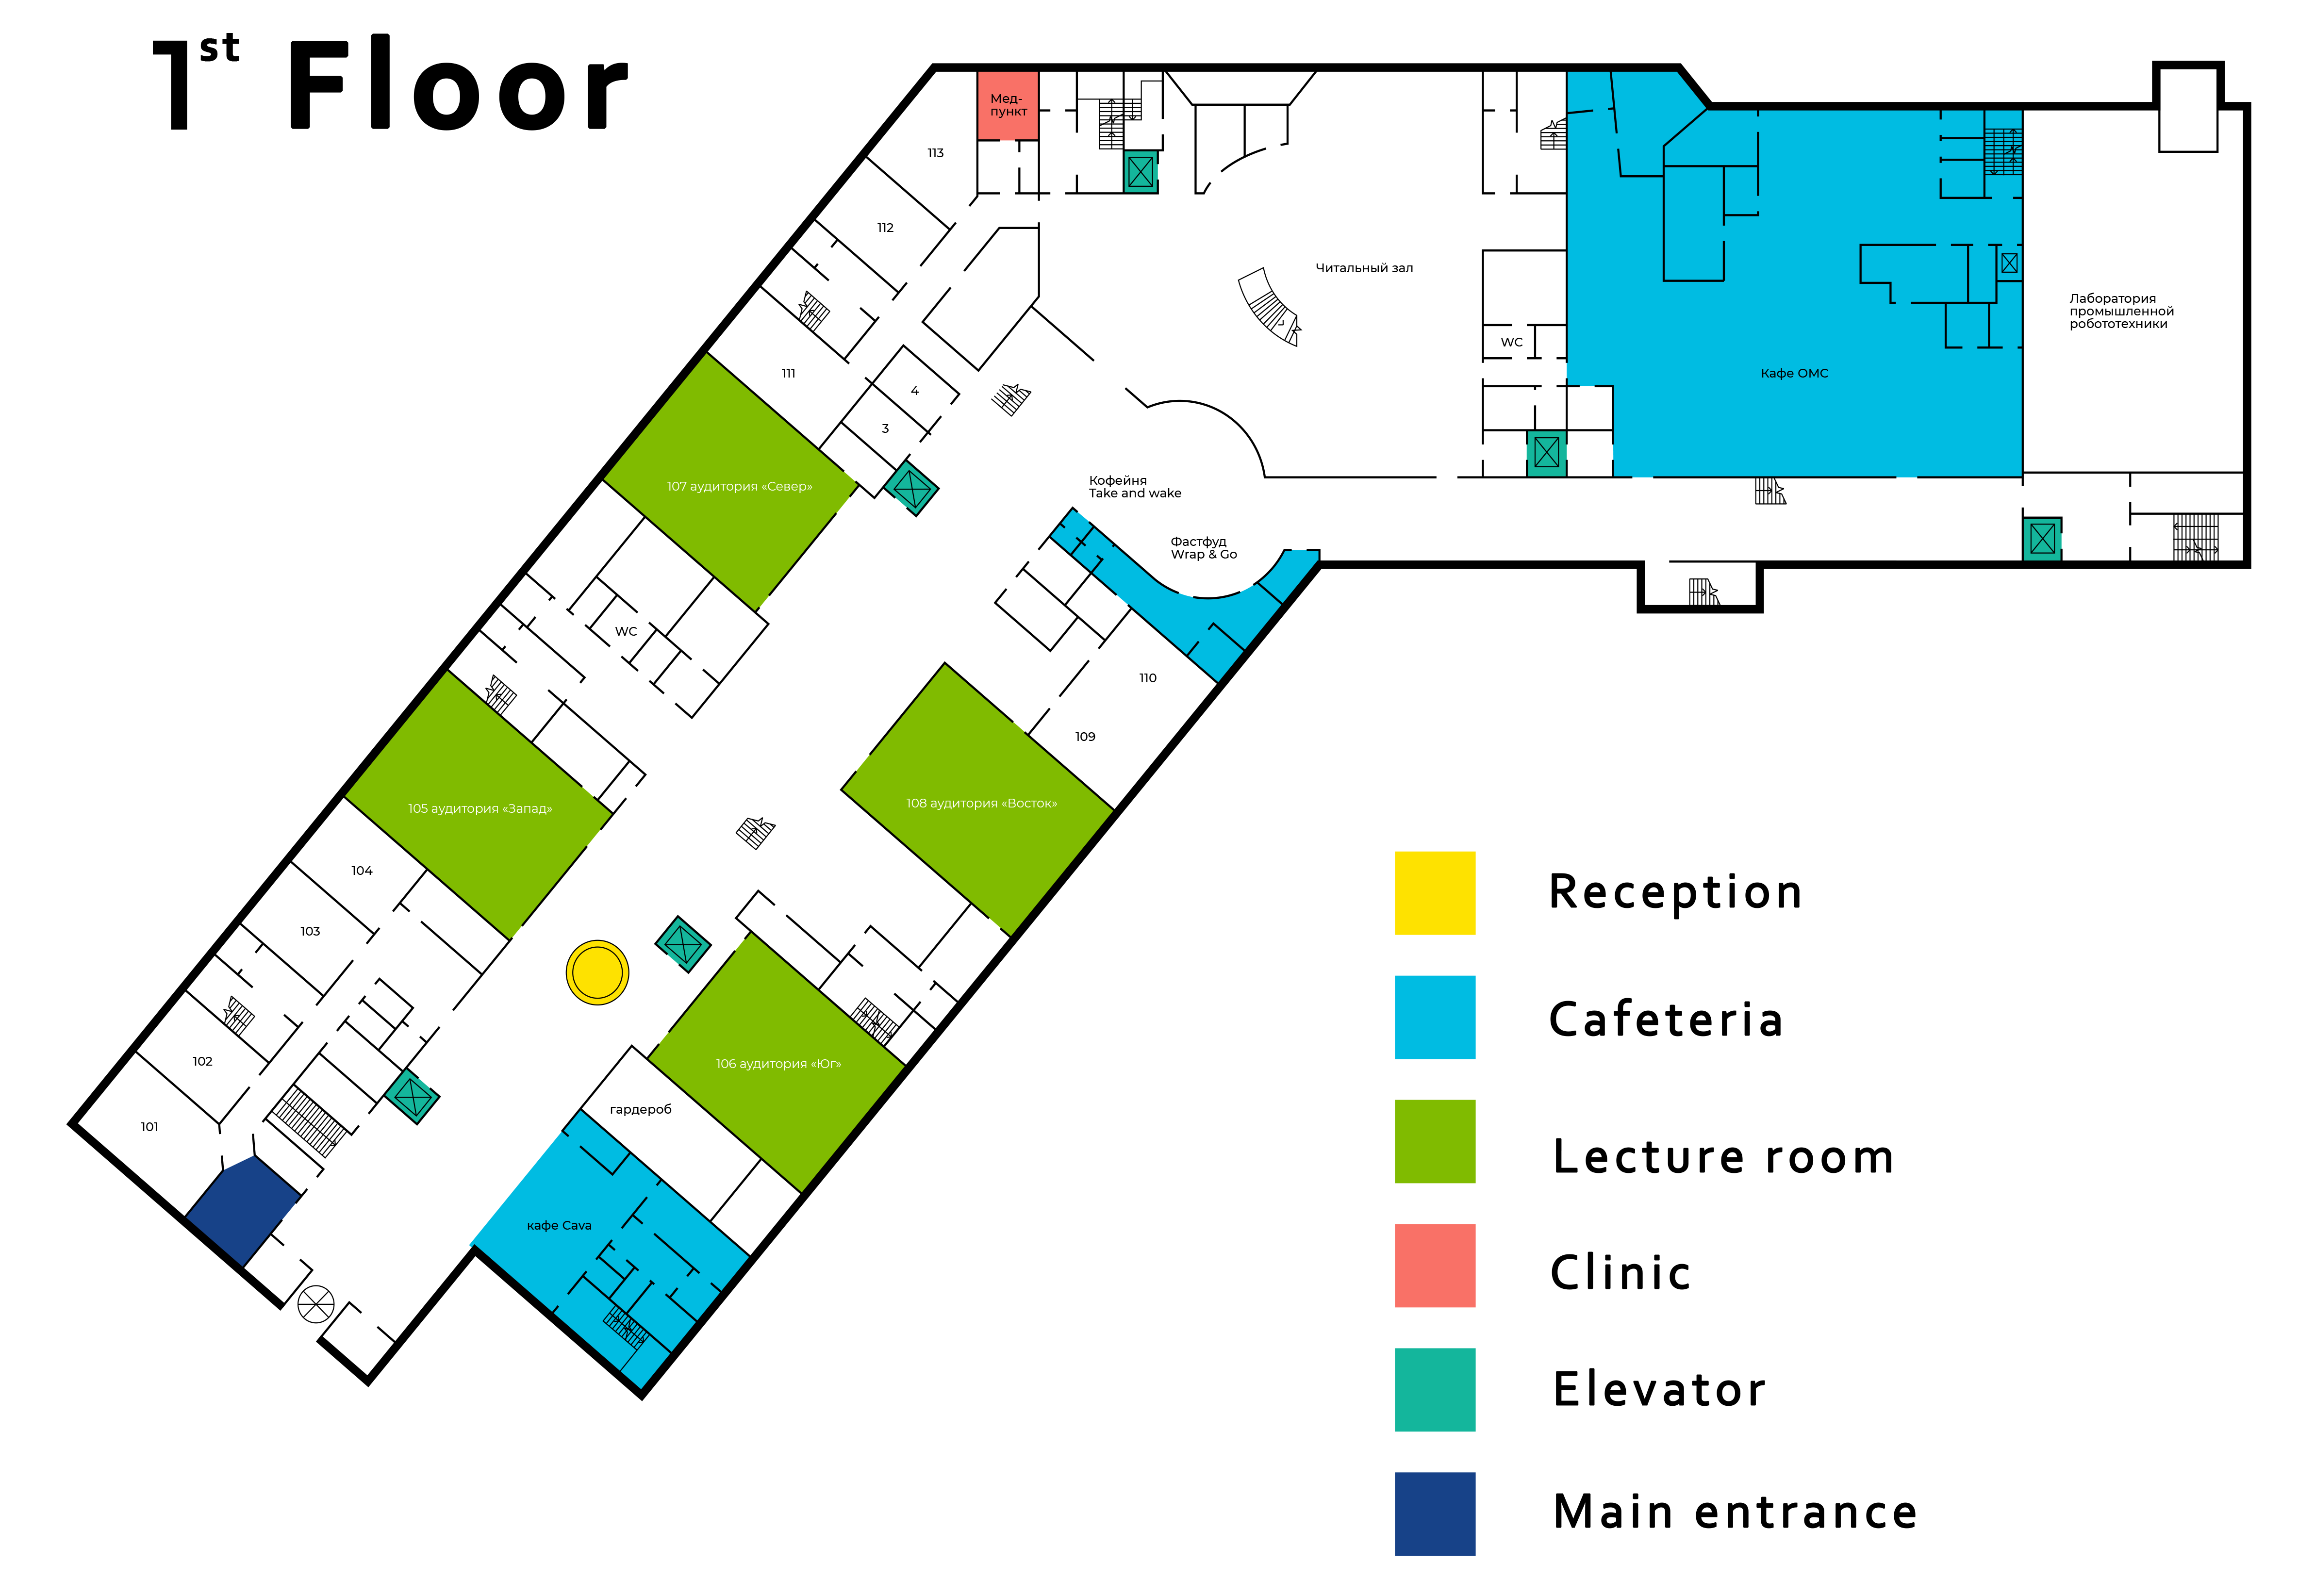 1st Floor
Мед-
пункт
113
112
Читальный зал
Лаборатория
промышленной
робототехники
WC
111
4
Кафе ОМС
3
107 аудитория «Север»
Кофейня
Take and wake
Фастфуд
Wrap & Go
WC
110
109
105 аудитория «Запад»
108 аудитория «Восток»
104
103
102
106 аудитория «Юг»
101
гардероб
кафе Cava
Reception
Cafeteria
Lecture room
Clinic
Elevator
Main entrance